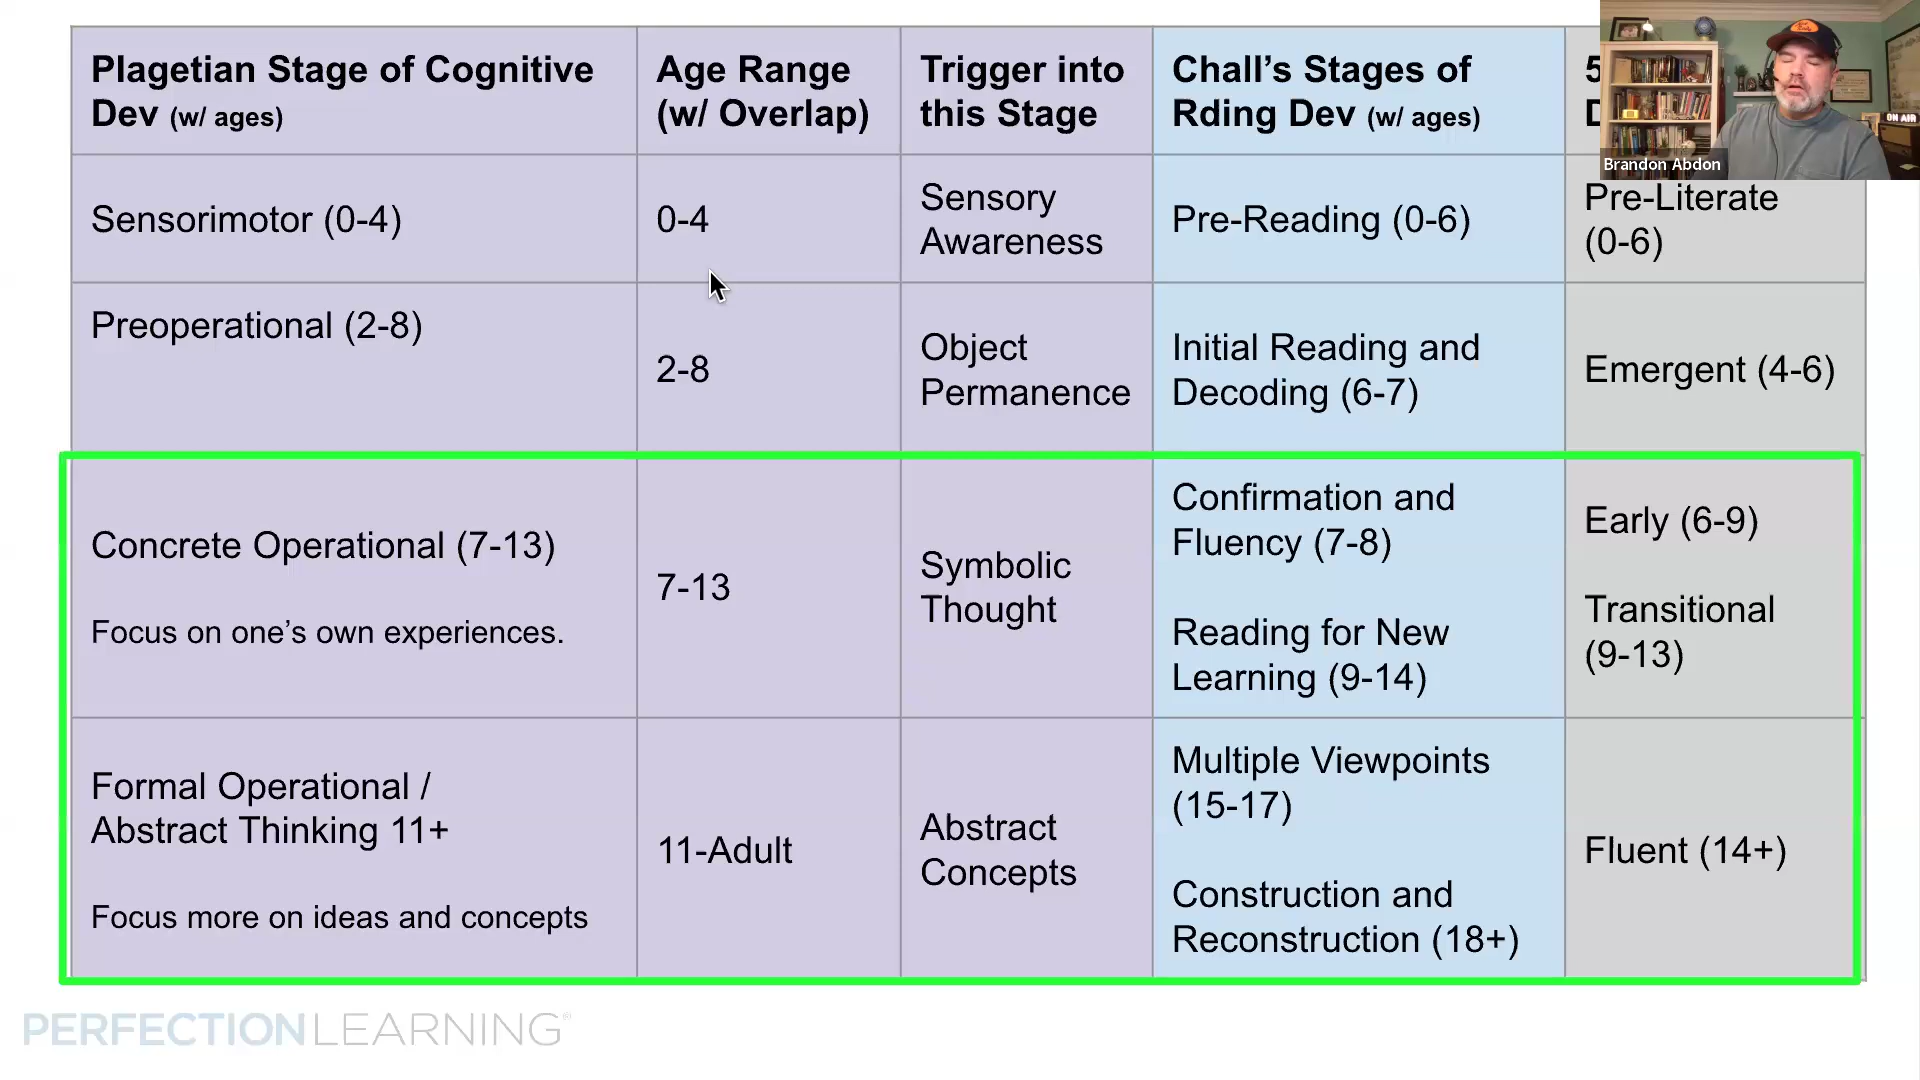 Plagetian Stage of Cognitive
Dev (w/ ages)
Age Range
(w/ Overlap)
Trigger into
this Stage
Chall’s Stages of
Rding Dev (w/ ages)
5
Brandon Abdon
ON AIR
Sensorimotor (0-4)
0-4
Sensory
Awareness
Pre-Reading (0-6)
Pre-Literate
(0-6)
Preoperational (2-8)
2-8
Object
Permanence
Initial Reading and
Decoding (6-7)
Emergent (4-6)
Concrete Operational (7-13)
Focus on one’s own experiences.
7-13
Symbolic
Thought
Confirmation and
Fluency (7-8)
Reading for New
Learning (9-14)
Early (6-9)
Transitional
(9-13)
Formal Operational /
Abstract Thinking 11+
Focus more on ideas and concepts
11-Adult
Abstract
Concepts
Multiple Viewpoints
(15-17)
Construction and
Reconstruction (18+)
Fluent (14+)
PERFECTION LEARNING®